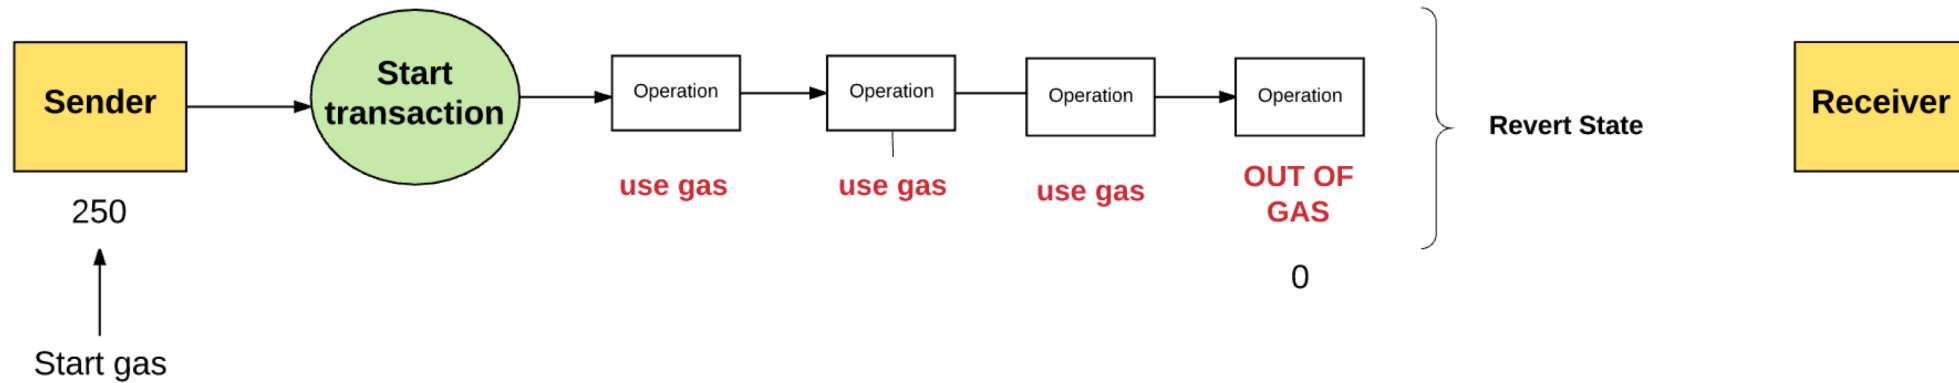 Sender
Start
transaction
Operation
Operation
Operation
Operation
Revert State
Receiver
use gas
use gas
use gas
OUT OF
GAS
250
0
Start gas